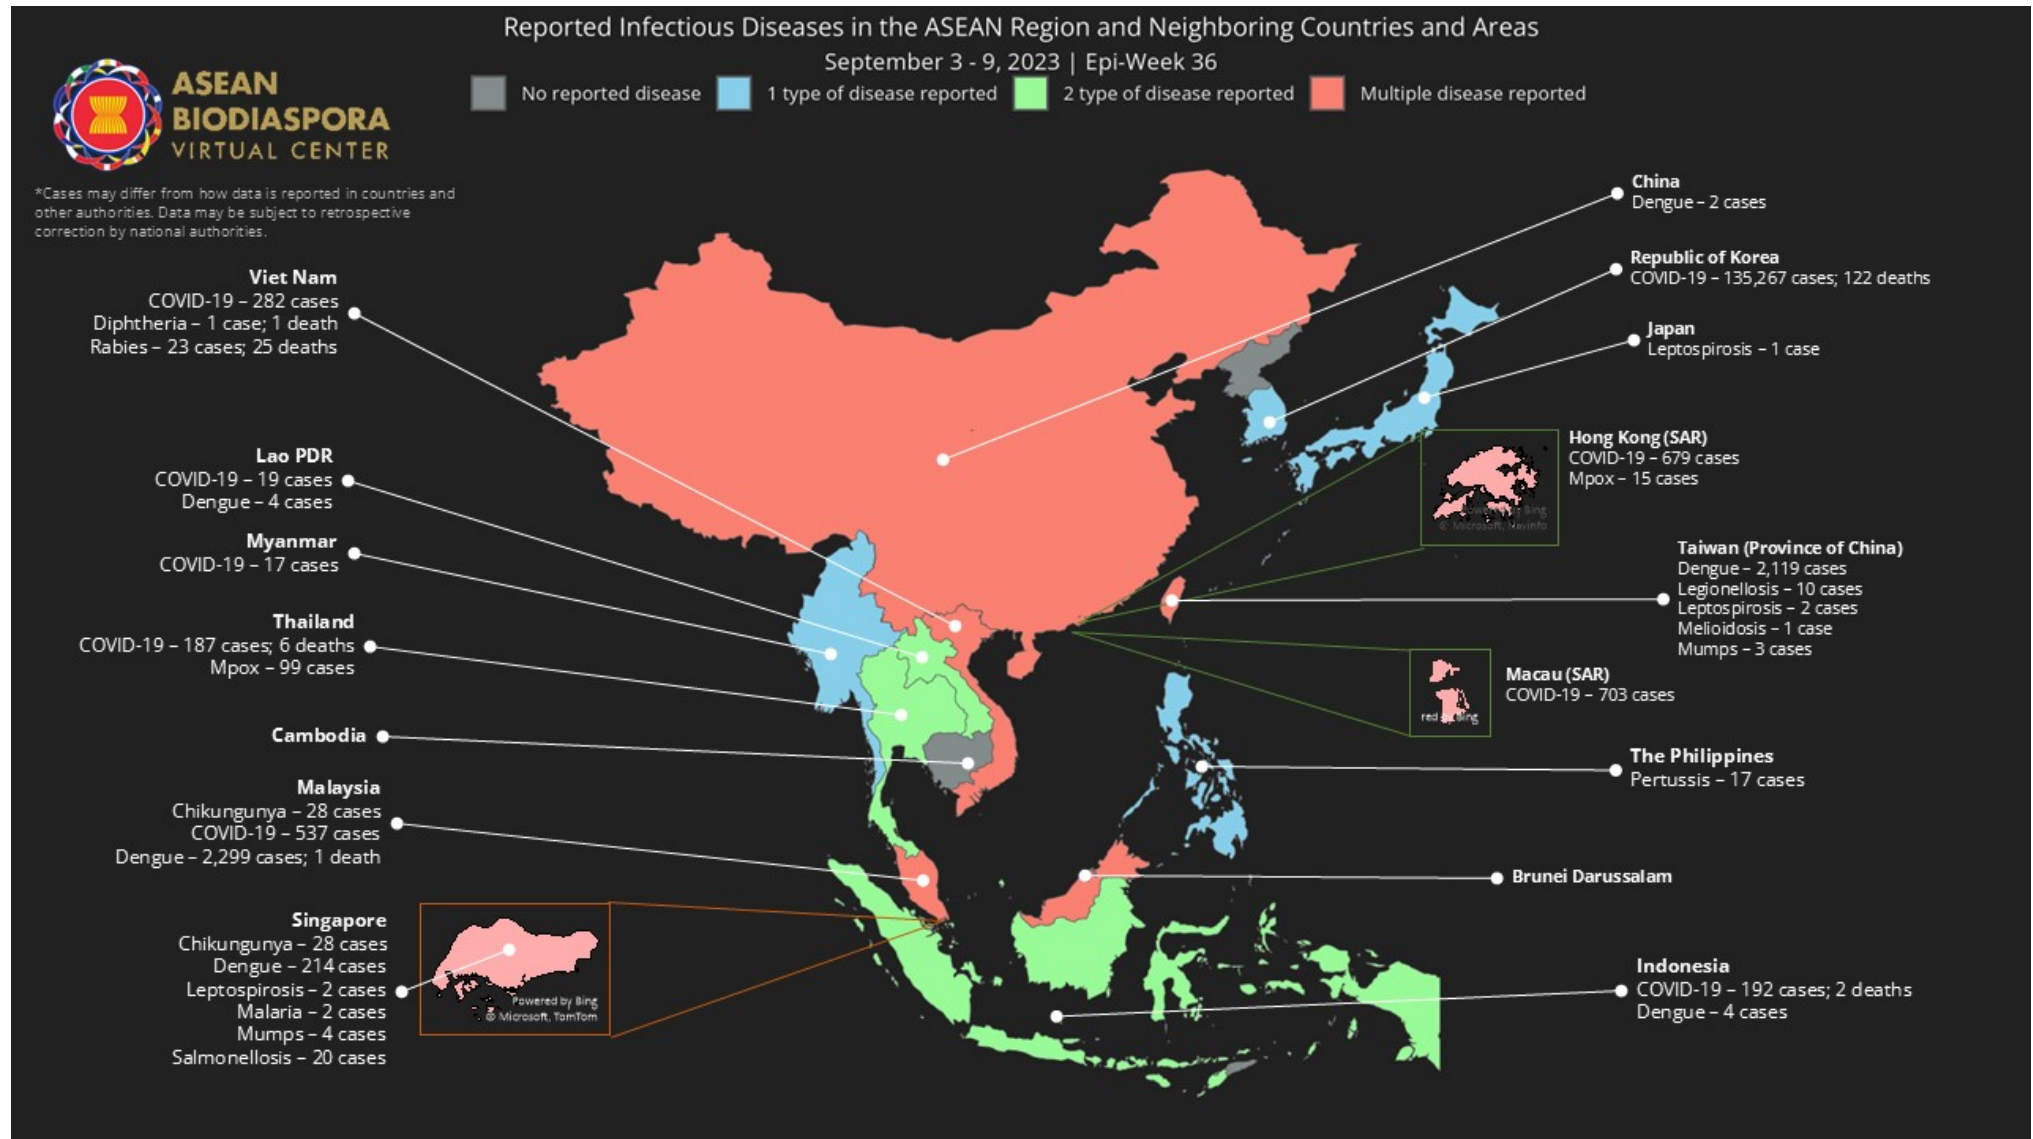 Reported Infectious Diseases in the ASEAN Region and Neighboring Countries and Areas
September 3 - 9, 2023 | Epi-Week 36
No reported disease
1 type of disease reported
2 type of disease reported
Multiple disease reported
ASEAN
BIODIASPORA
VIRTUAL CENTER
*Cases may differ from how data is reported in countries and
other authorities. Data may be subject to retrospective
correction by national authorities.
Viet Nam
COVID-19 – 282 cases
Diphtheria – 1 case; 1 death
Rabies – 23 cases; 25 deaths
Lao PDR
COVID-19 – 19 cases
Dengue – 4 cases
Myanmar
COVID-19 – 17 cases
Thailand
COVID-19 – 187 cases; 6 deaths
Mpox – 99 cases
Cambodia
Malaysia
Chikungunya – 28 cases
COVID-19 – 537 cases
Dengue – 2,299 cases; 1 death
Singapore
Chikungunya – 28 cases
Dengue – 214 cases
Leptospirosis – 2 cases
Malaria – 2 cases
Mumps – 4 cases
Salmonellosis – 20 cases
Powered by Bing
© Microsoft, TomTom
China
Dengue – 2 cases
Republic of Korea
COVID-19 – 135,267 cases; 122 deaths
Japan
Leptospirosis – 1 case
Hong Kong (SAR)
COVID-19 – 679 cases
Mpox – 15 cases
Powered by Bing
© Microsoft, Navinfo
Taiwan (Province of China)
Dengue – 2,119 cases
Legionellosis – 10 cases
Leptospirosis – 2 cases
Melioidosis – 1 case
Mumps – 3 cases
Macau (SAR)
COVID-19 – 703 cases
The Philippines
Pertussis – 17 cases
Brunei Darussalam
Indonesia
COVID-19 – 192 cases; 2 deaths
Dengue – 4 cases